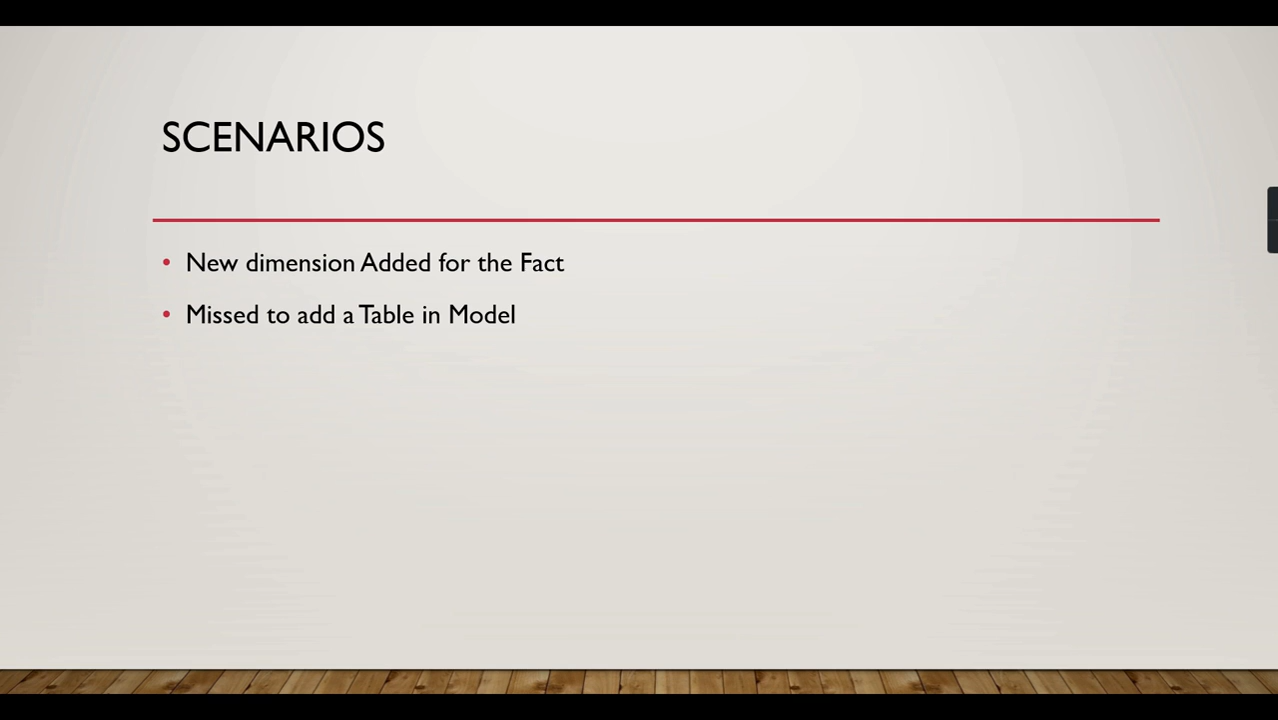 SCENARIOS
• New dimension Added for the Fact
• Missed to add a Table in Model